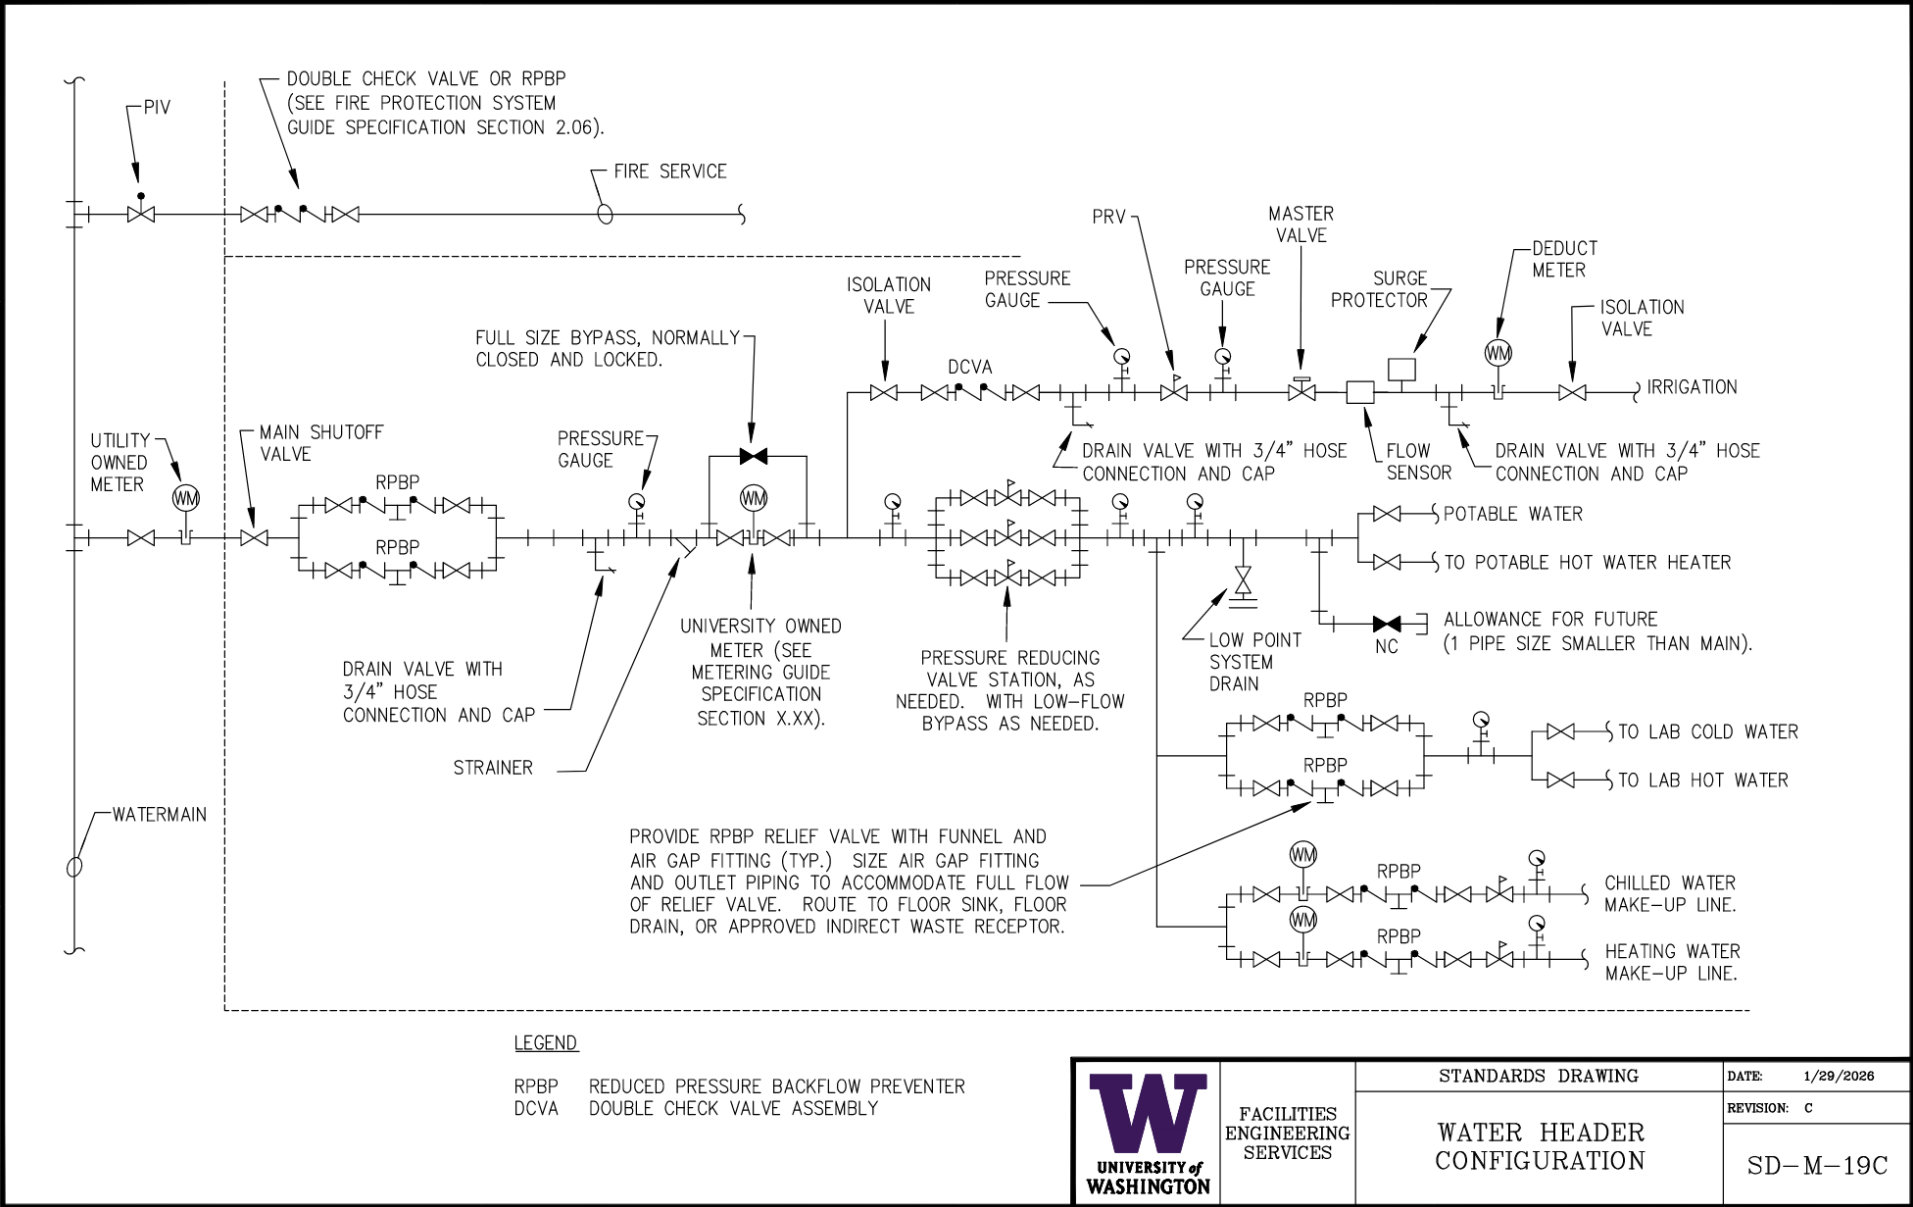 DOUBLE CHECK VALVE OR RPBP
(SEE FIRE PROTECTION SYSTEM
GUIDE SPECIFICATION SECTION 2.06).
PIV
FIRE SERVICE
PRV
MASTER
VALVE
DEDUCT
METER
ISOLATION
VALVE
PRESSURE
GAUGE
PRESSURE
GAUGE
SURGE
PROTECTOR
ISOLATION
VALVE
FULL SIZE BYPASS, NORMALLY
CLOSED AND LOCKED.
WM
DCVA
IRRIGATION
UTILITY
OWNED
METER
MAIN SHUTOFF
VALVE
PRESSURE
GAUGE
DRAIN VALVE WITH 3/4" HOSE
CONNECTION AND CAP
FLOW
SENSOR
DRAIN VALVE WITH 3/4" HOSE
CONNECTION AND CAP
WM
RPBP
WM
RPBP
POTABLE WATER
TO POTABLE HOT WATER HEATER
ALLOWANCE FOR FUTURE
(1 PIPE SIZE SMALLER THAN MAIN).
NC
UNIVERSITY OWNED
METER (SEE
METERING GUIDE
SPECIFICATION
SECTION X.XX).
LOW POINT
SYSTEM
DRAIN
PRESSURE REDUCING
VALVE STATION, AS
NEEDED. WITH LOW-FLOW
BYPASS AS NEEDED.
DRAIN VALVE WITH
3/4" HOSE
CONNECTION AND CAP
STRAINER
RPBP
RPBP
TO LAB COLD WATER
TO LAB HOT WATER
WATERMAIN
PROVIDE RPBP RELIEF VALVE WITH FUNNEL AND
AIR GAP FITTING (TYP.) SIZE AIR GAP FITTING
AND OUTLET PIPING TO ACCOMMODATE FULL FLOW
OF RELIEF VALVE. ROUTE TO FLOOR SINK, FLOOR
DRAIN, OR APPROVED INDIRECT WASTE RECEPTOR.
WM
RPBP
CHILLED WATER
MAKE-UP LINE.
WM
RPBP
HEATING WATER
MAKE-UP LINE.
LEGEND
RPBP REDUCED PRESSURE BACKFLOW PREVENTER
DCVA DOUBLE CHECK VALVE ASSEMBLY
W
UNIVERSITY of
WASHINGTON
FACILITIES
ENGINEERING
SERVICES
STANDARDS DRAWING
WATER HEADER
CONFIGURATION
DATE: 1/29/2026
REVISION: C
SD-M-19C